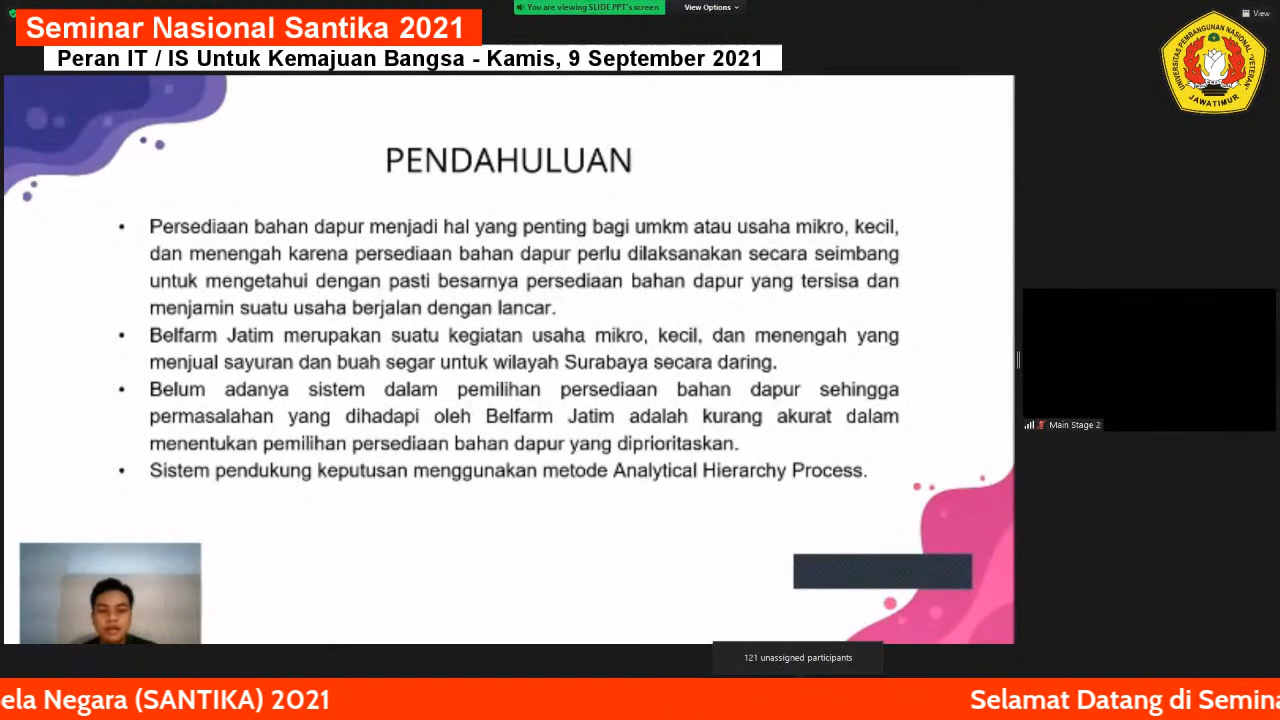 You are viewing SLIDE PPT's screen
View Options
View
Seminar Nasional Santika 2021
Peran IT / IS Untuk Kemajuan Bangsa - Kamis, 9 September 2021
UNIVERSITAS PEMBANGUNAN NASIONAL "VETERAN"
JAWA TIMUR
PENDAHULUAN
• Persediaan bahan dapur menjadi hal yang penting bagi umkm atau usaha mikro, kecil,
dan menengah karena persediaan bahan dapur perlu dilaksanakan secara seimbang
untuk mengetahui dengan pasti besarnya persediaan bahan dapur yang tersisa dan
menjamin suatu usaha berjalan dengan lancar.
• Belfarm Jatim merupakan suatu kegiatan usaha mikro, kecil, dan menengah yang
menjual sayuran dan buah segar untuk wilayah Surabaya secara daring.
• Belum adanya sistem dalam pemilihan persediaan bahan dapur sehingga
permasalahan yang dihadapi oleh Belfarm Jatim adalah kurang akurat dalam
menentukan pemilihan persediaan bahan dapur yang diprioritaskan.
• Sistem pendukung keputusan menggunakan metode Analytical Hierarchy Process.
Main Stage 2
121 unassigned participants
ela Negara (SANTIKA) 2021
Selamat Datang di Semina